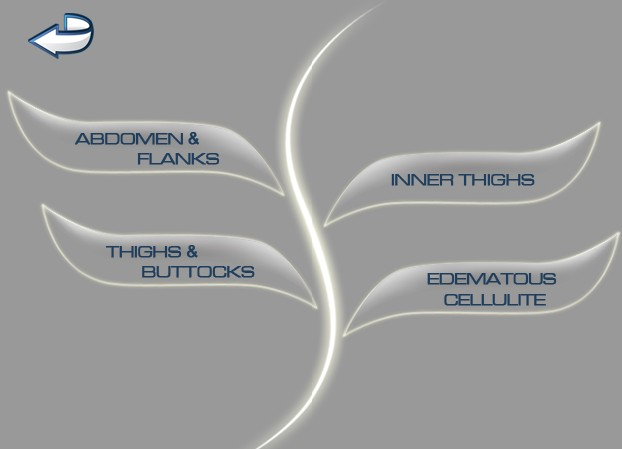 ABDOMEN &
FLANKS
INNER THIGHS
THIGHS &
BUTTOCKS
EDEMATOUS
CELLULITE